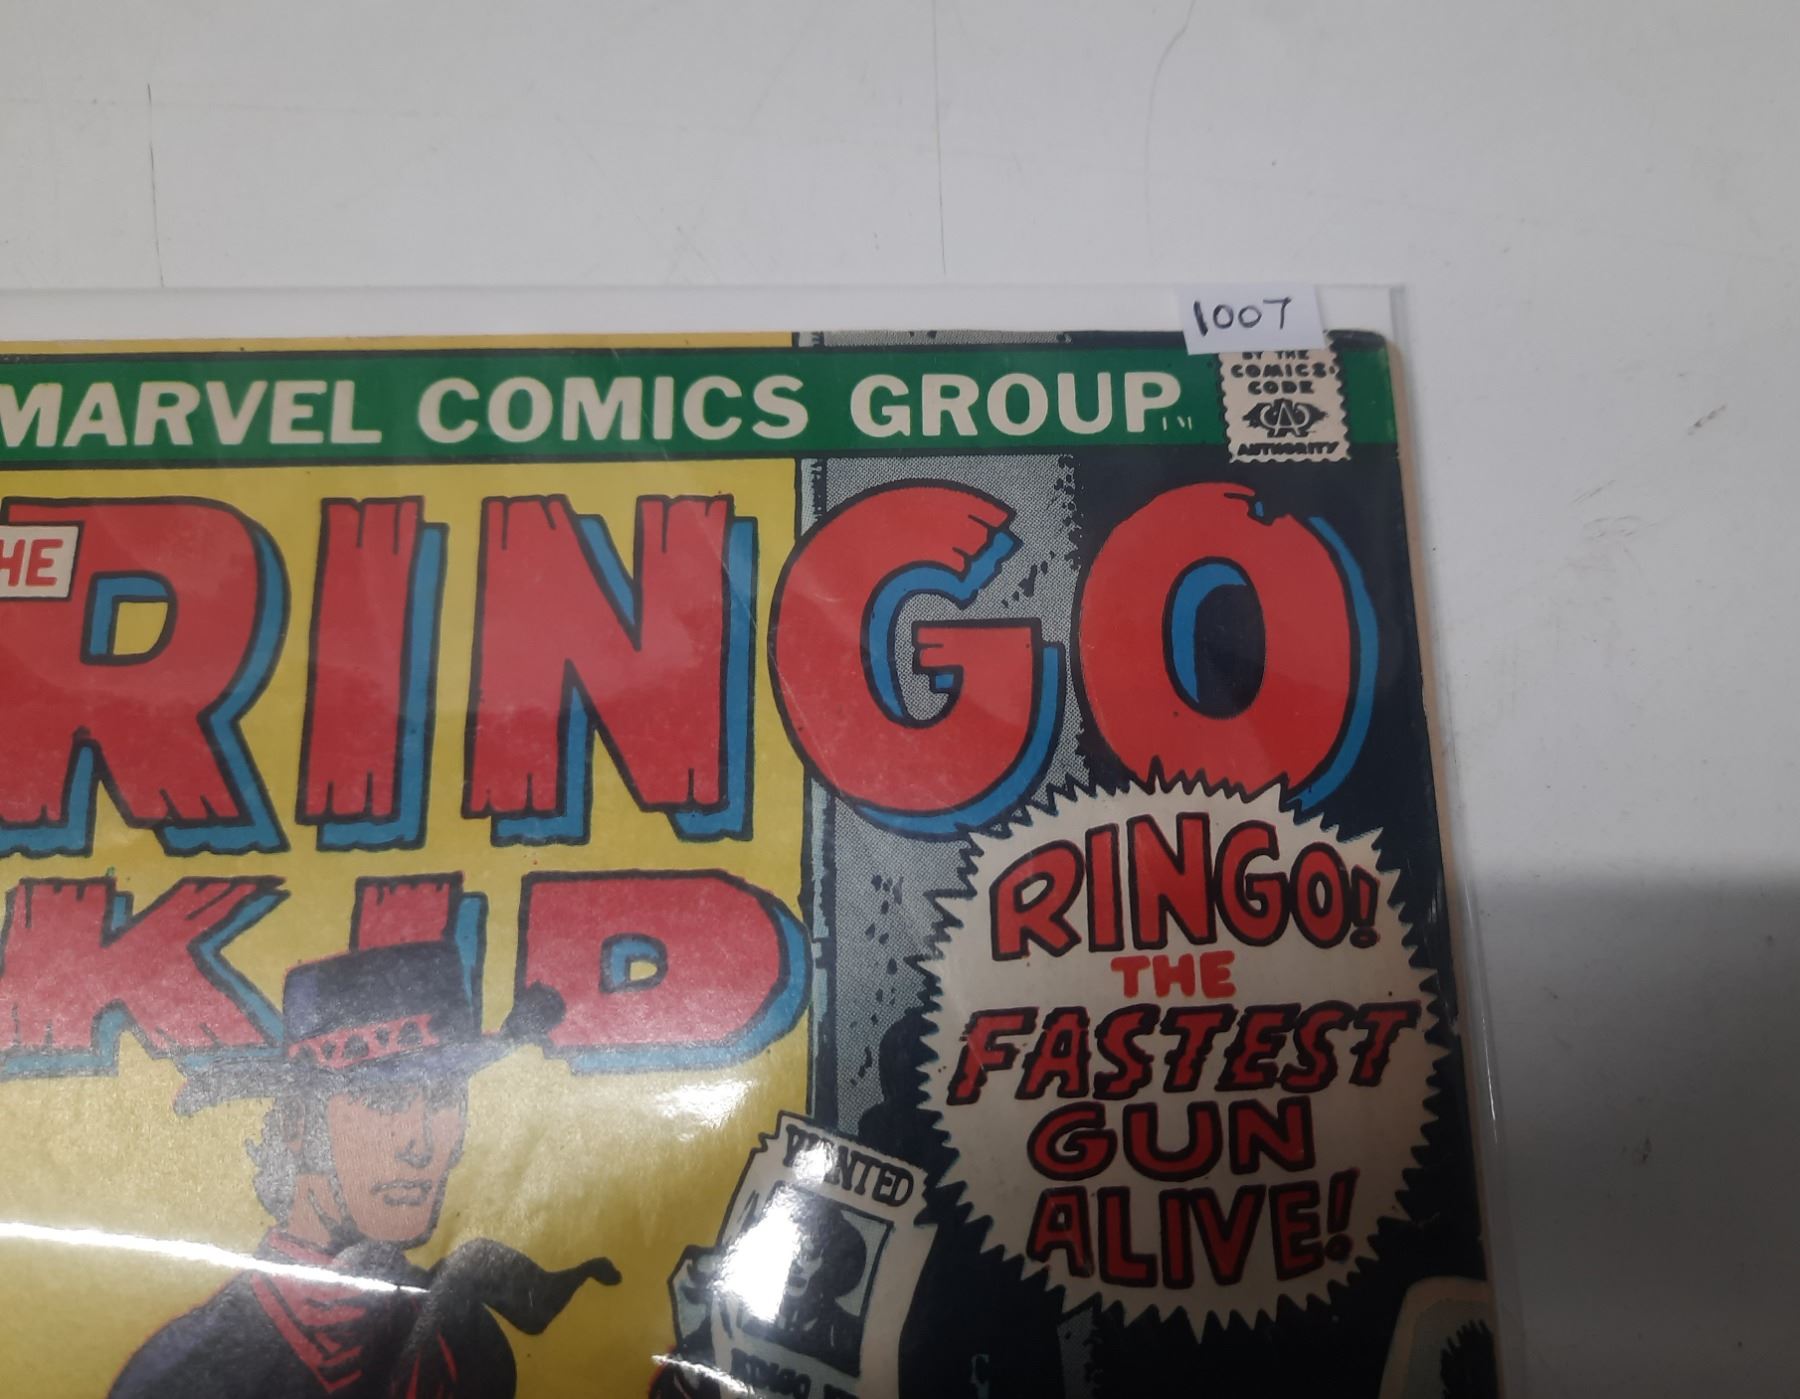 1007
MARVEL COMICS GROUP
BY THE
COMICS
CODE
AUTHORITY
HE
RINGO
KID
RINGO!
THE
FASTEST
GUN
ALIVE!
WANTED